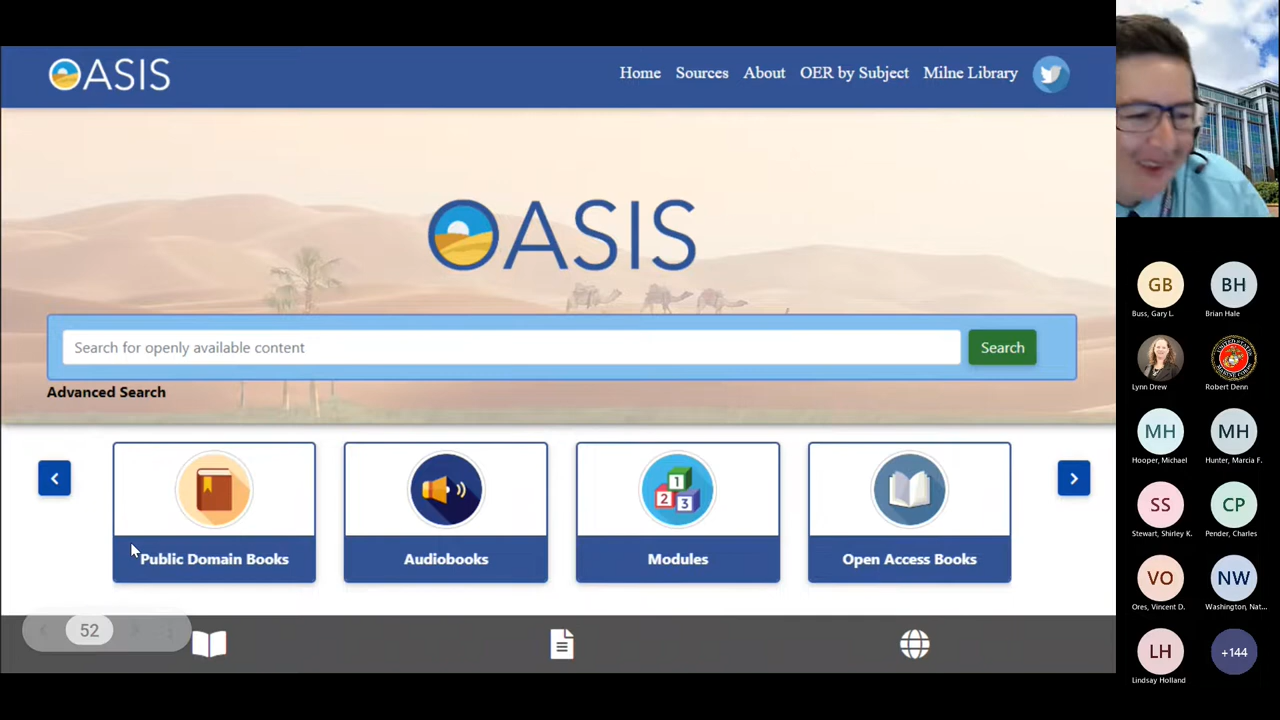 OASIS
Home Sources About OER by Subject Milne Library
OASIS
Search for openly available content
Search
Advanced Search
1
2 3
Public Domain Books
Audiobooks
Modules
Open Access Books
52
GB BH
Buss, Gary L. Brian Hale
Lynn Drew Robert Denn
MH MH
Hooper, Michael Hunter, Marcia F.
SS CP
Stewart, Shirley K. Pender, Charles
VO NW
Ores, Vincent D. Washington, Nat...
LH +144
Lindsay Holland